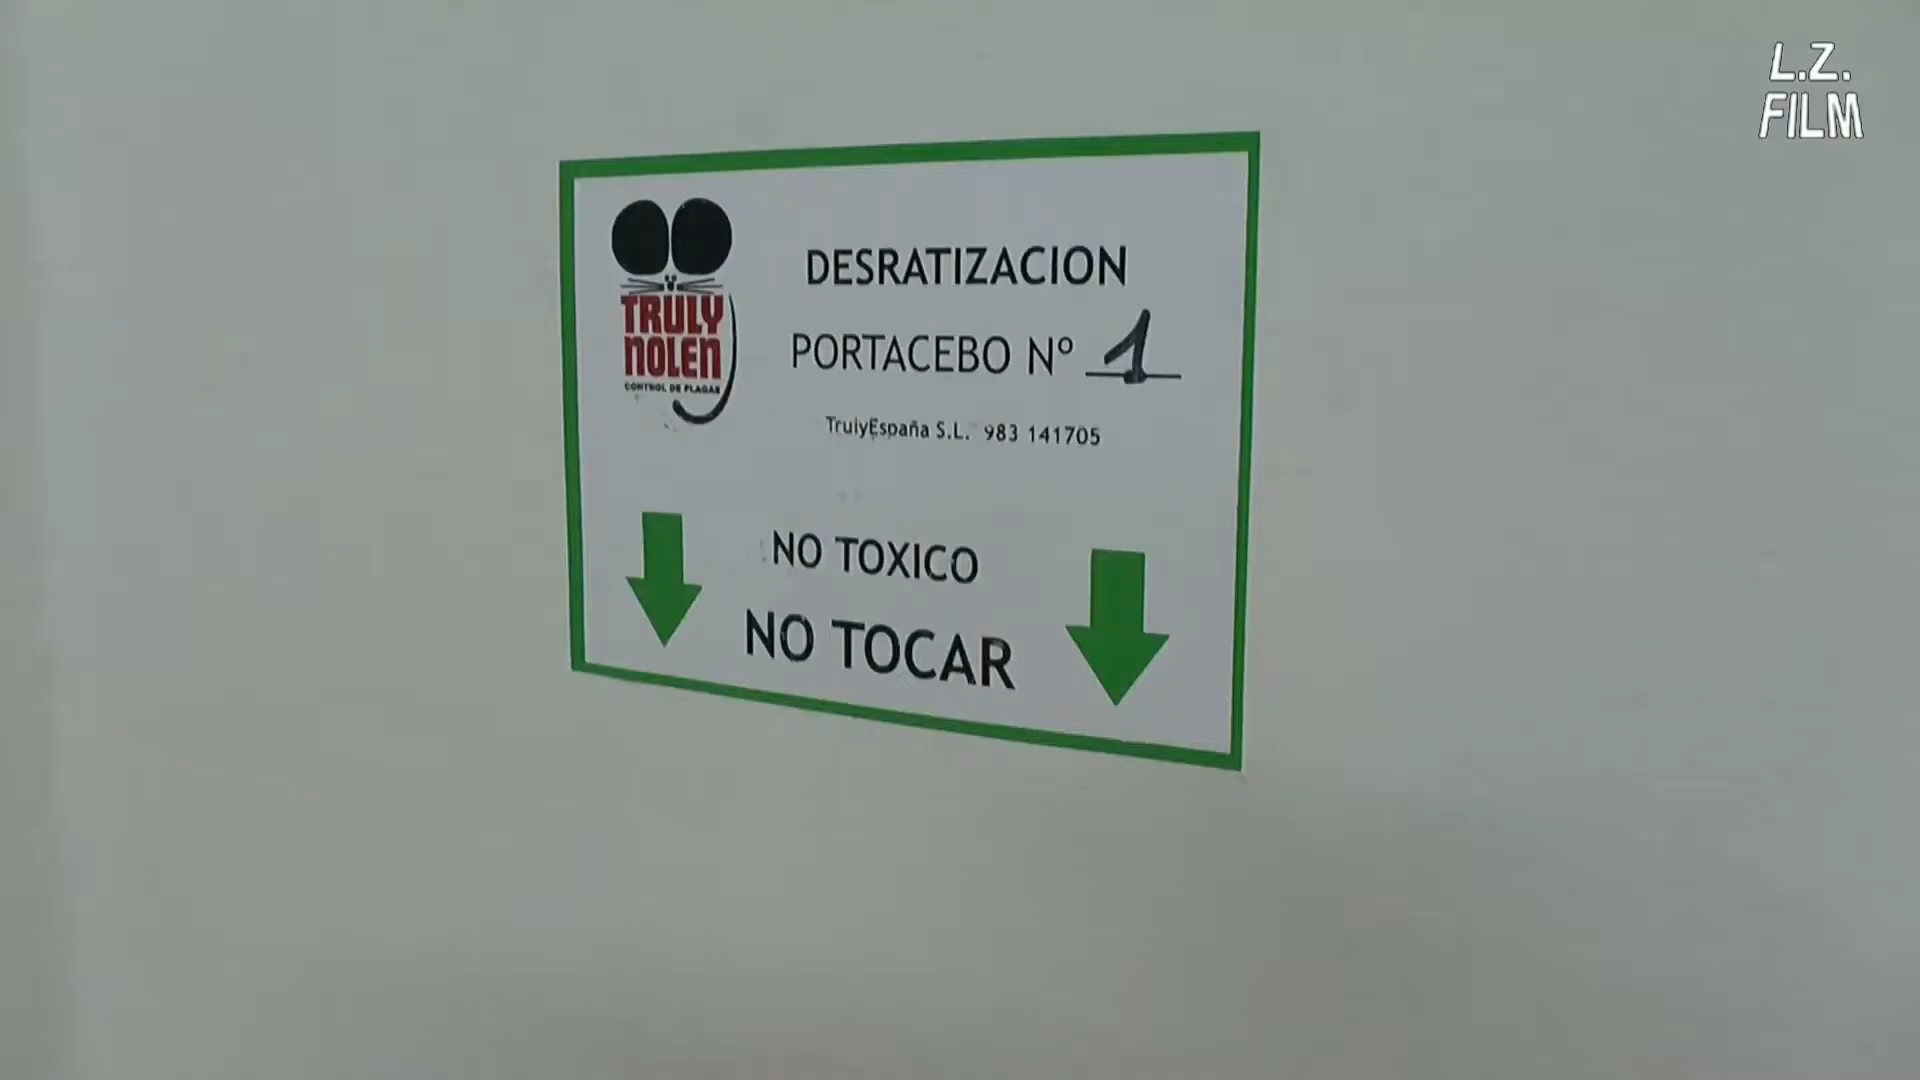 L.Z.
FILM
TRULY
NOLEN
CONTROL DE PLAGAS
DESRATIZACION
PORTACEBO Nº 1
TrulyEspaña S.L. 983 141705
NO TOXICO
NO TOCAR